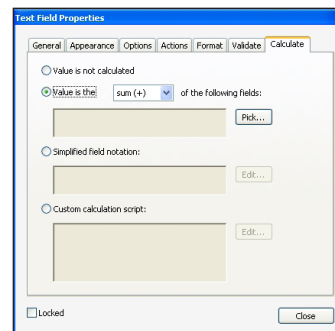 Text Field Properties
General Appearance Options Actions Format Validate Calculate
Value is not calculated
Value is the sum (+) of the following fields:
Pick...
Simplified field notation:
Edit...
Custom calculation script:
Edit...
Locked Close